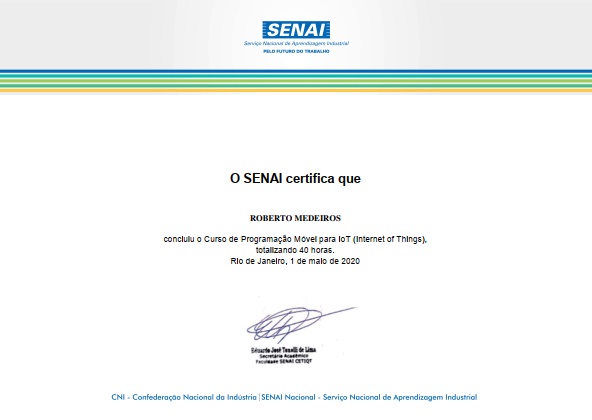 SENAI
Serviço Nacional de Aprendizagem Industrial
PELO FUTURO DO TRABALHO
O SENAI certifica que
ROBERTO MEDEIROS
concluiu o Curso de Programação Móvel para IoT (Internet of Things),
totalizando 40 horas.
Rio de Janeiro, 1 de maio de 2020
Eduardo José Tonelli de Lima
Secretário Acadêmico
Faculdade SENAI CETIQT
CNI - Confederação Nacional da Indústria | SENAI Nacional - Serviço Nacional de Aprendizagem Industrial